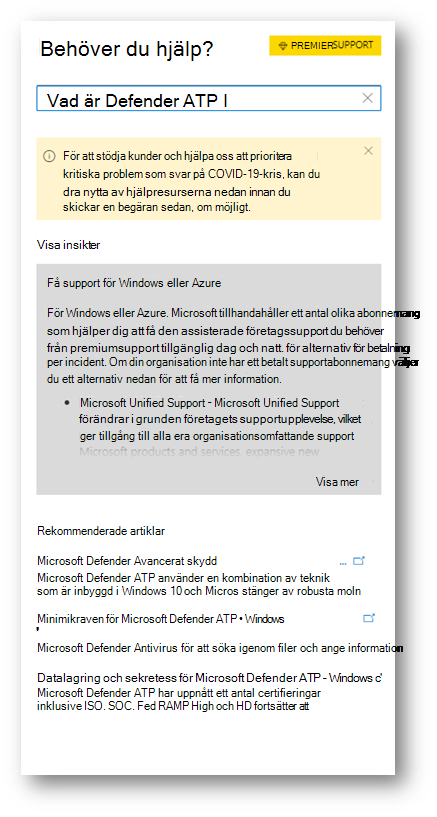 Behöver du hjälp?
PREMIER SUPPORT
Vad är Defender ATP I
För att stödja kunder och hjälpa oss att prioritera
kritiska problem som svar på COVID-19-kris, kan du
dra nytta av hjälpresurserna nedan innan du
skickar en begäran sedan, om möjligt.
Visa insikter
Få support för Windows eller Azure
För Windows eller Azure. Microsoft tillhandahåller ett antal olika abonnemang
som hjälper dig att få den assisterade företagssupport du behöver
från premiumsupport tillgänglig dag och natt. för alternativ för betalning
per incident. Om din organisation inte har ett betalt supportabonnemang väljer
du ett alternativ nedan för att få mer information.
• Microsoft Unified Support - Microsoft Unified Support
förändrar i grunden företagets supportupplevelse, vilket
ger tillgång till alla era organisationsomfattande support
Microsoft products and services. expansive new
Visa mer
Rekommenderade artiklar
Microsoft Defender Avancerat skydd ...
Microsoft Defender ATP använder en kombination av teknik
som är inbyggd i Windows 10 och Micros stänger av robusta moln
Minimikraven för Microsoft Defender ATP • Windows
Microsoft Defender Antivirus för att söka igenom filer och ange information
Datalagring och sekretess för Microsoft Defender ATP - Windows c'
Microsoft Defender ATP har uppnått ett antal certifieringar
inklusive ISO. SOC. Fed RAMP High och HD fortsätter att